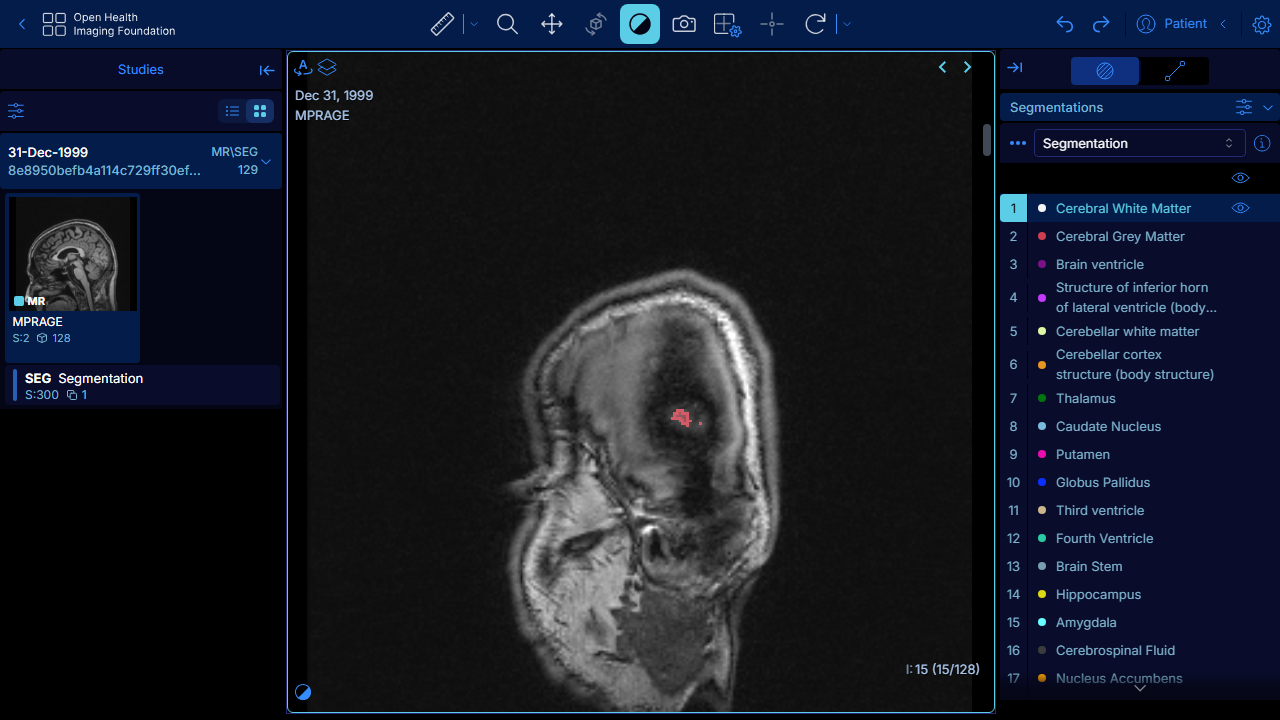 Open Health
Imaging Foundation
Patient
Studies
31-Dec-1999
MR\SEG
8e8950befb4a114c729ff30ef...
129
MR
MPRAGE
S:2 128
SEG Segmentation
S:300 1
A
Dec 31, 1999
MPRAGE
I: 15 (15/128)
Segmentations
Segmentation
1 Cerebral White Matter
2 Cerebral Grey Matter
3 Brain ventricle
4 Structure of inferior horn
of lateral ventricle (body...
5 Cerebellar white matter
6 Cerebellar cortex
structure (body structure)
7 Thalamus
8 Caudate Nucleus
9 Putamen
10 Globus Pallidus
11 Third ventricle
12 Fourth Ventricle
13 Brain Stem
14 Hippocampus
15 Amygdala
16 Cerebrospinal Fluid
17 Nucleus Accumbens